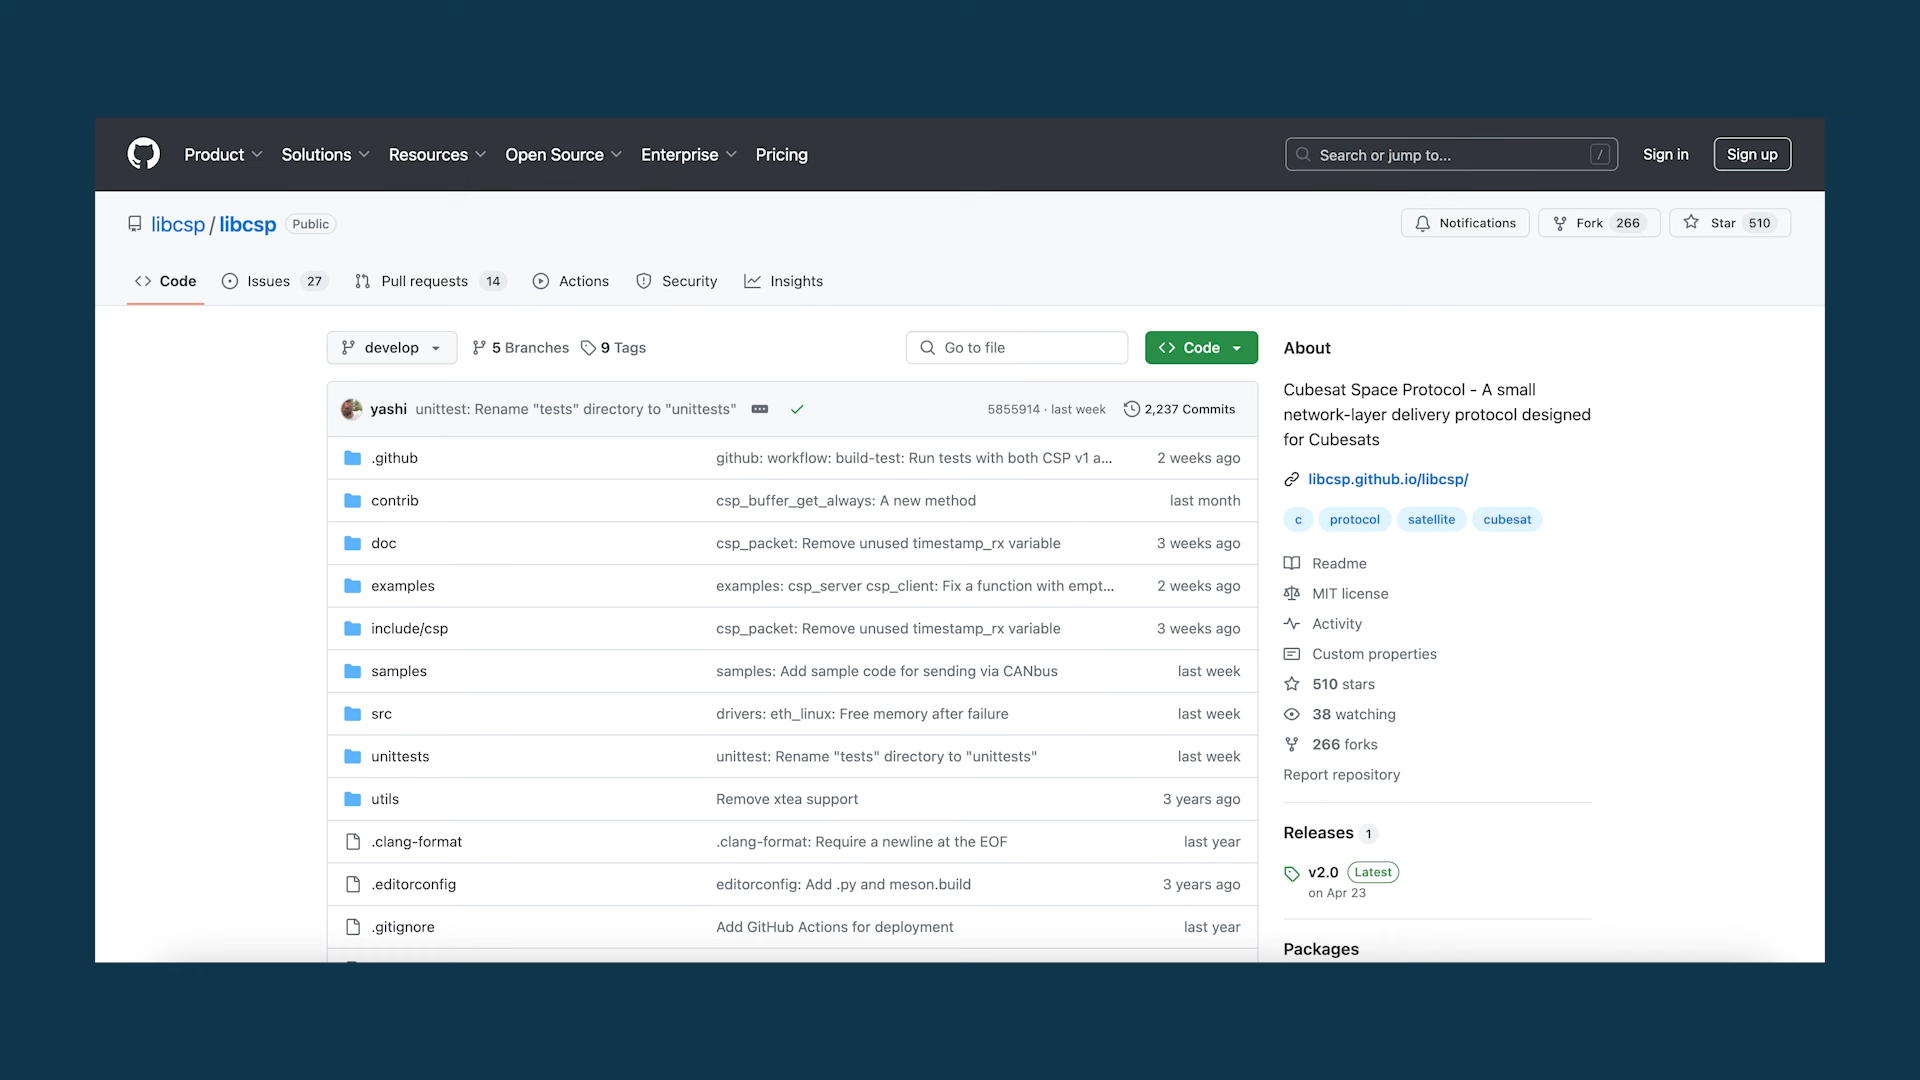 Product Solutions Resources Open Source Enterprise Pricing Search or jump to... / Sign in Sign up
libcsp / libcsp Public Notifications Fork 266 Star 510
Code Issues 27 Pull requests 14 Actions Security Insights
develop 5 Branches 9 Tags Go to file Code
yashi unittest: Rename "tests" directory to "unittests" 5855914 · last week 2,237 Commits
.github github: workflow: build-test: Run tests with both CSP v1 a... 2 weeks ago
contrib csp_buffer_get_always: A new method last month
doc csp_packet: Remove unused timestamp_rx variable 3 weeks ago
examples examples: csp_server csp_client: Fix a function with empt... 2 weeks ago
include/csp csp_packet: Remove unused timestamp_rx variable 3 weeks ago
samples samples: Add sample code for sending via CANbus last week
src drivers: eth_linux: Free memory after failure last week
unittests unittest: Rename "tests" directory to "unittests" last week
utils Remove xtea support 3 years ago
.clang-format .clang-format: Require a newline at the EOF last year
.editorconfig editorconfig: Add .py and meson.build 3 years ago
.gitignore Add GitHub Actions for deployment last year
About
Cubesat Space Protocol - A small
network-layer delivery protocol designed
for Cubesats
libcsp.github.io/libcsp/
c protocol satellite cubesat
Readme
MIT license
Activity
Custom properties
510 stars
38 watching
266 forks
Report repository
Releases 1
v2.0 Latest
on Apr 23
Packages